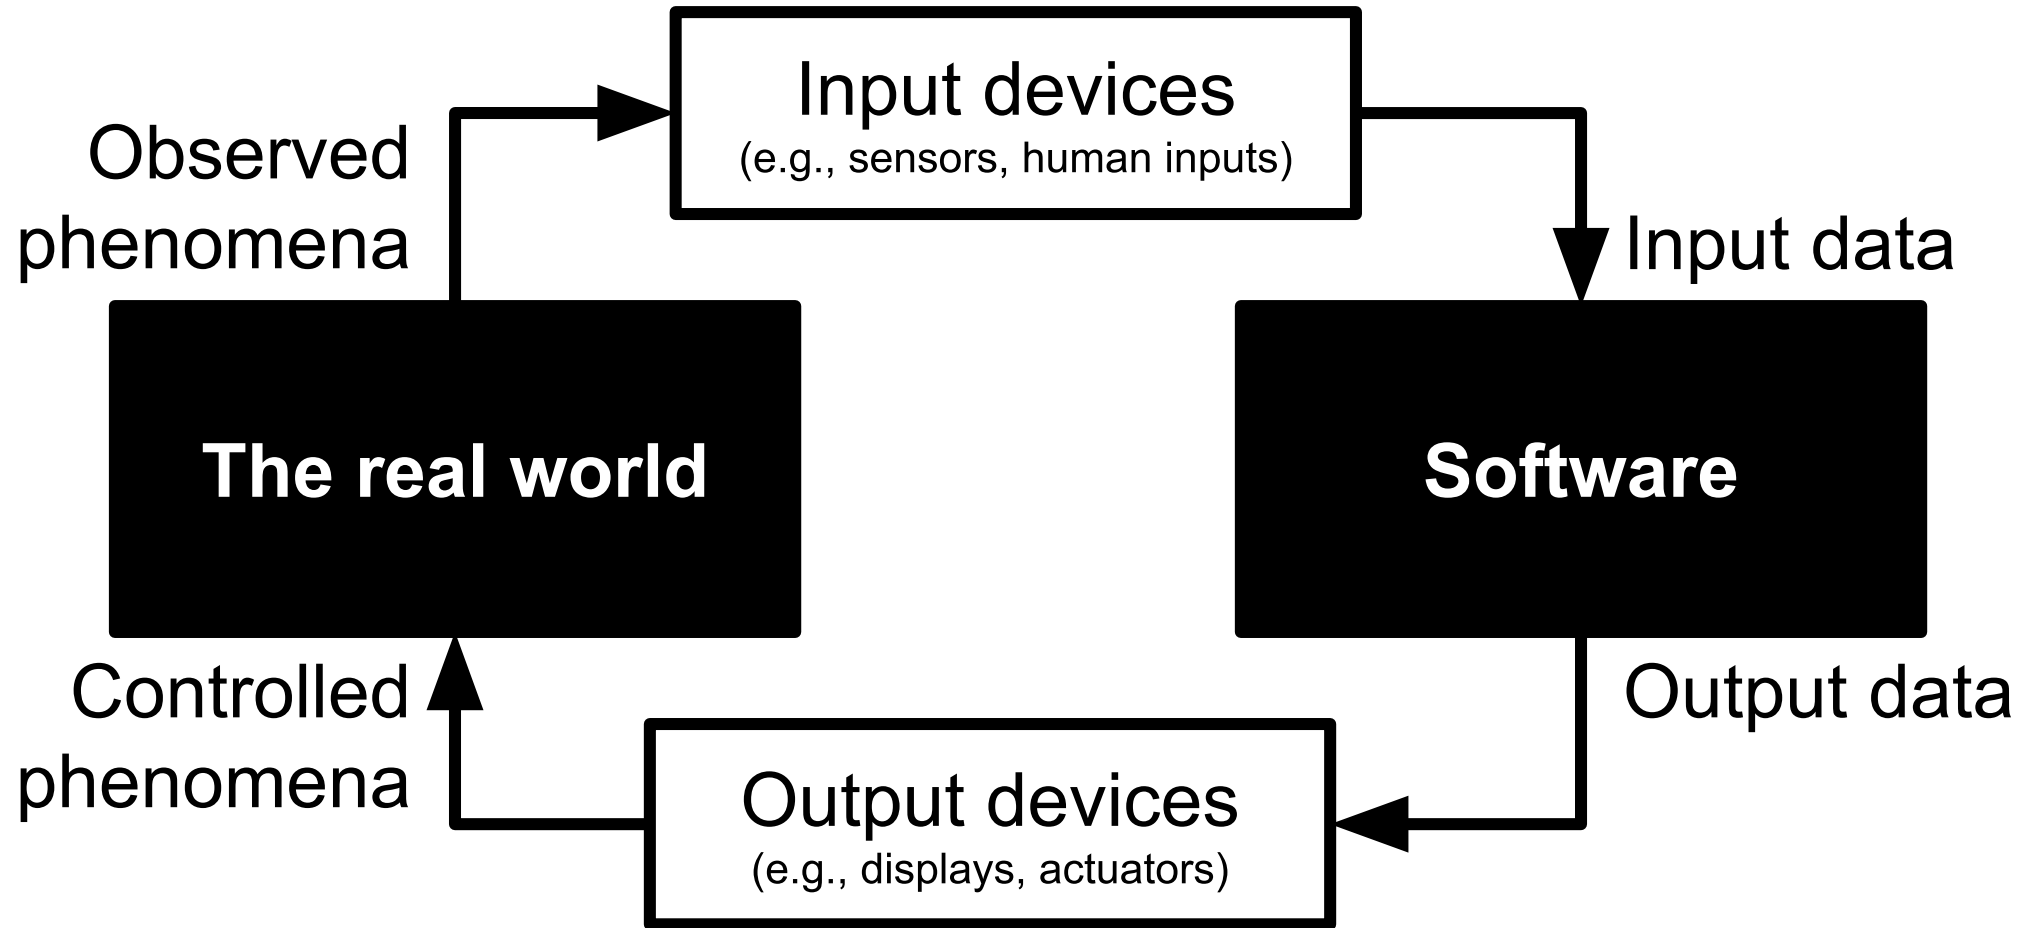 Input devices
(e.g., sensors, human inputs)
Observed
phenomena
Input data
The real world
Software
Controlled
phenomena
Output data
Output devices
(e.g., displays, actuators)